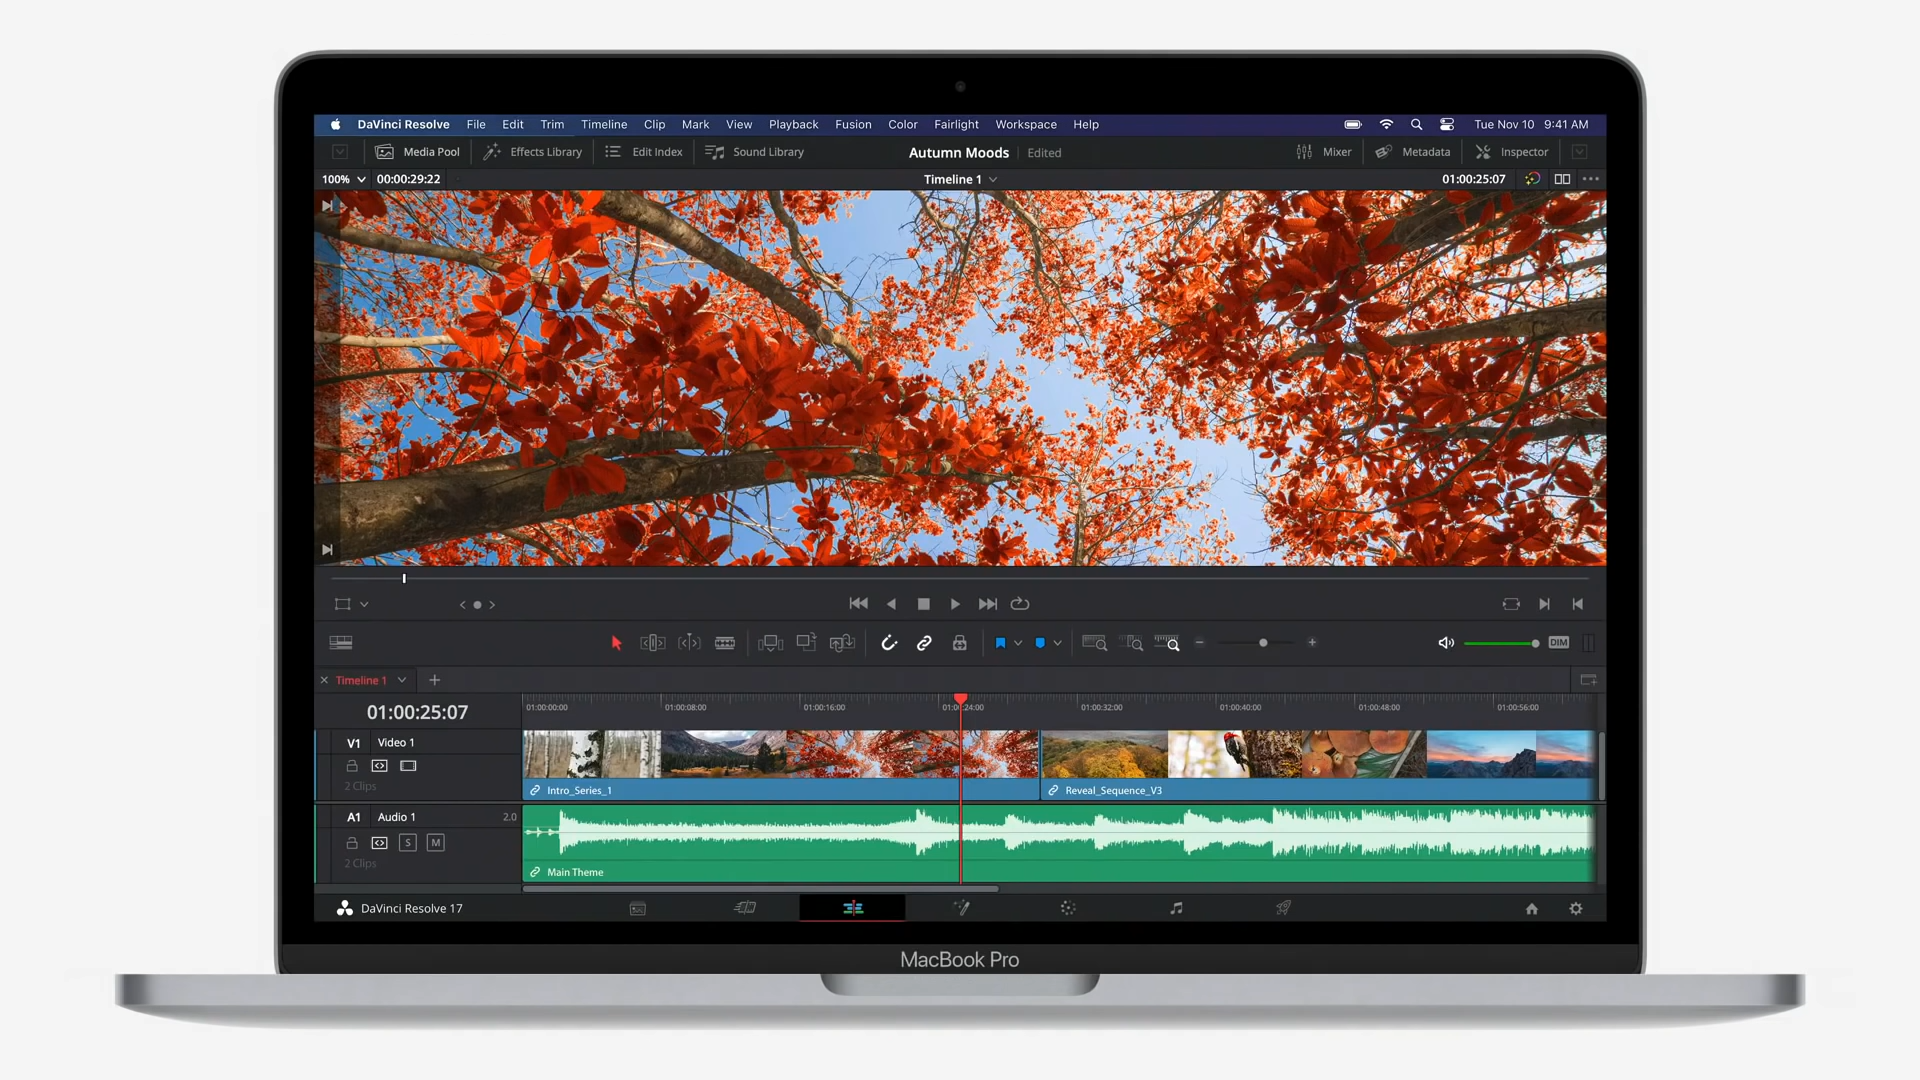 DaVinci Resolve File Edit Trim Timeline Clip Mark View Playback Fusion Color Fairlight Workspace Help Tue Nov 10 9:41 AM
Media Pool Effects Library Edit Index Sound Library Autumn Moods Edited Mixer Metadata Inspector
100% 00:00:29:22 Timeline 1 01:00:25:07
DIM
Timeline 1
01:00:25:07 01:00:00:00 01:00:08:00 01:00:16:00 01:00:24:00 01:00:32:00 01:00:40:00 01:00:48:00 01:00:56:00
V1 Video 1
2 Clips Intro_Series_1 Reveal_Sequence_V3
A1 Audio 1 2.0
S M
2 Clips Main Theme
DaVinci Resolve 17
MacBook Pro